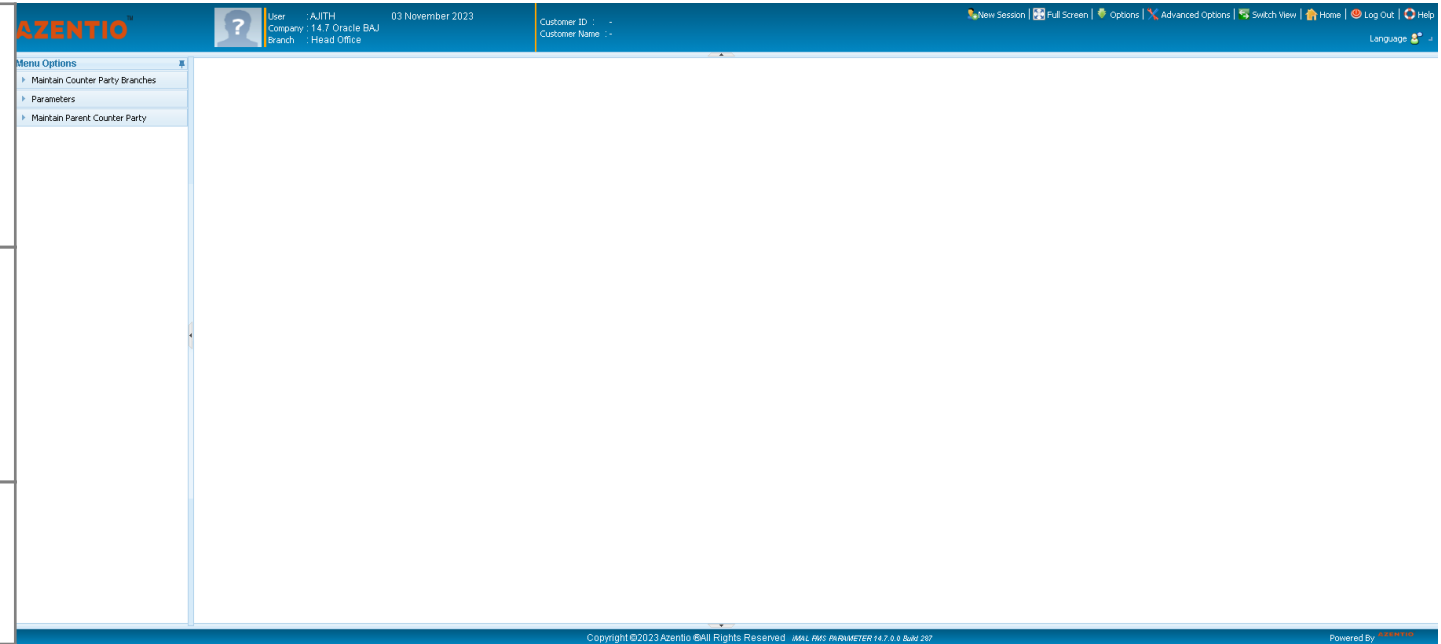 AZENTIO™
User : AJITH 03 November 2023
Company : 14.7 Oracle BAJ
Branch : Head Office
Customer ID : -
Customer Name : -
New Session | Full Screen | Options | Advanced Options | Switch View | Home | Log Out | Help
Language
Menu Options
Maintain Counter Party Branches
Parameters
Maintain Parent Counter Party
Copyright ©2023 Azentio ®All Rights Reserved IMAL FMS PARAMETER 14.7.0.0 Build 287
Powered By AZENTIO